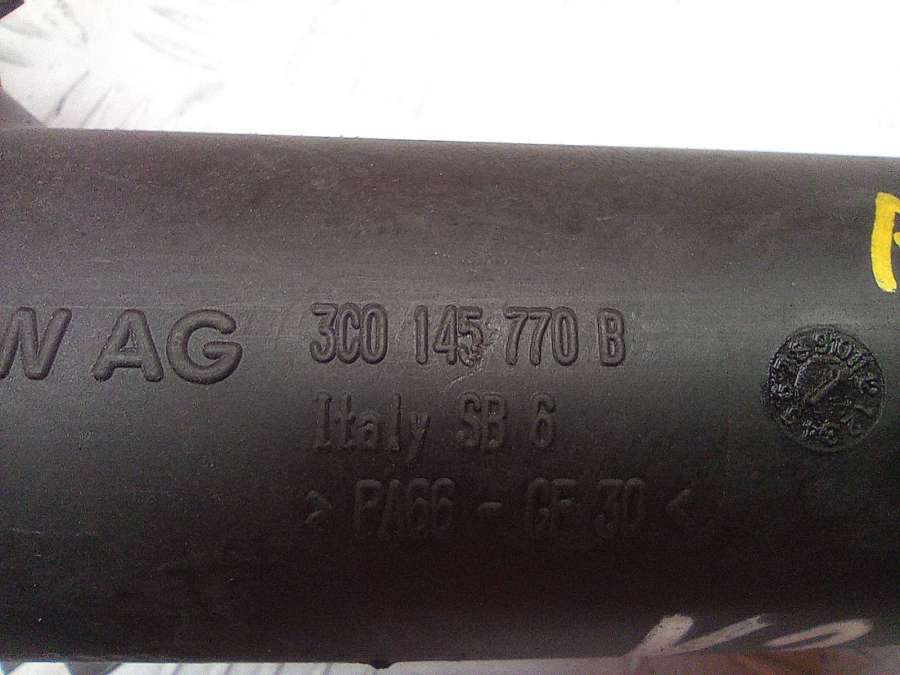 W AG 3C0 145 770 B
Italy SB 6
> PA66 - GF 30 <